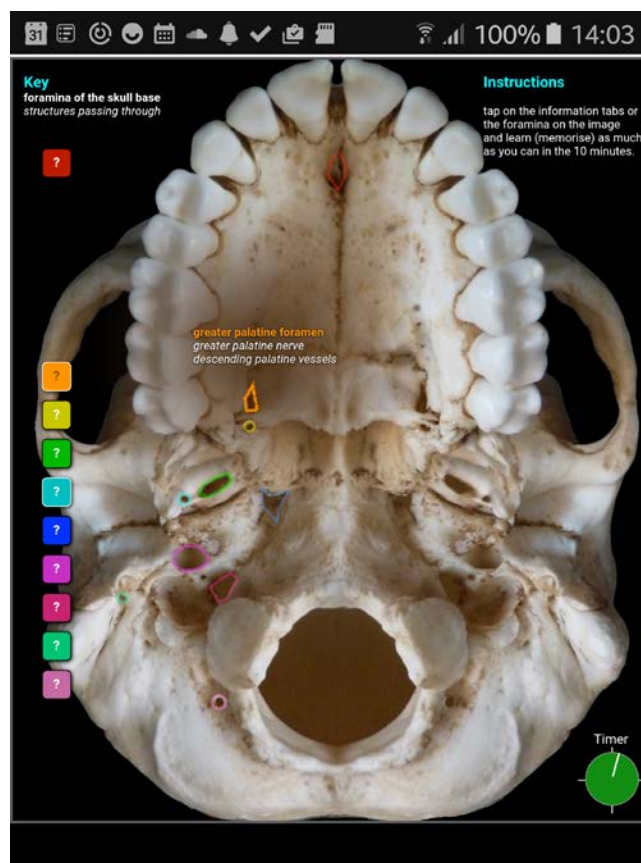 31 100% 14:03
Key
foramina of the skull base
structures passing through
Instructions
tap on the information tabs or
the foramina on the image
and learn (memorise) as much
as you can in the 10 minutes.
?
greater palatine foramen
greater palatine nerve
descending palatine vessels
?
?
?
?
?
?
?
?
?
Timer